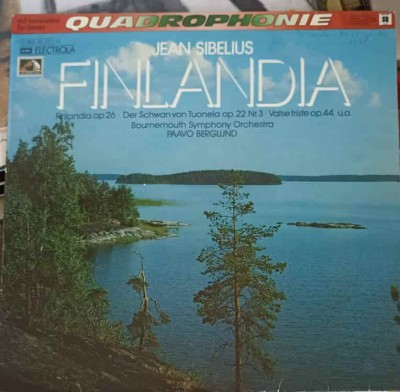 QUADROPHONIE
EMI ELECTROLA
JEAN SIBELIUS
FINLANDIA
Finlandia op.26 · Der Schwan von Tuonela op.22 Nr.3 · Valse triste op.44 u.a.
Bournemouth Symphony Orchestra
PAAVO BERGLUND